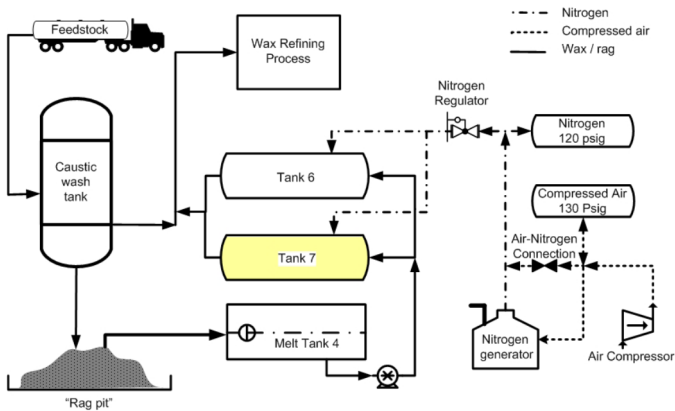 Feedstock
Nitrogen
Compressed air
Wax / rag
Wax Refining
Process
Nitrogen
Regulator
Nitrogen
120 psig
Caustic
wash
tank
Tank 6
Compressed Air
130 Psig
Air-Nitrogen
Connection
Tank 7
Melt Tank 4
Nitrogen
generator
Air Compressor
"Rag pit"